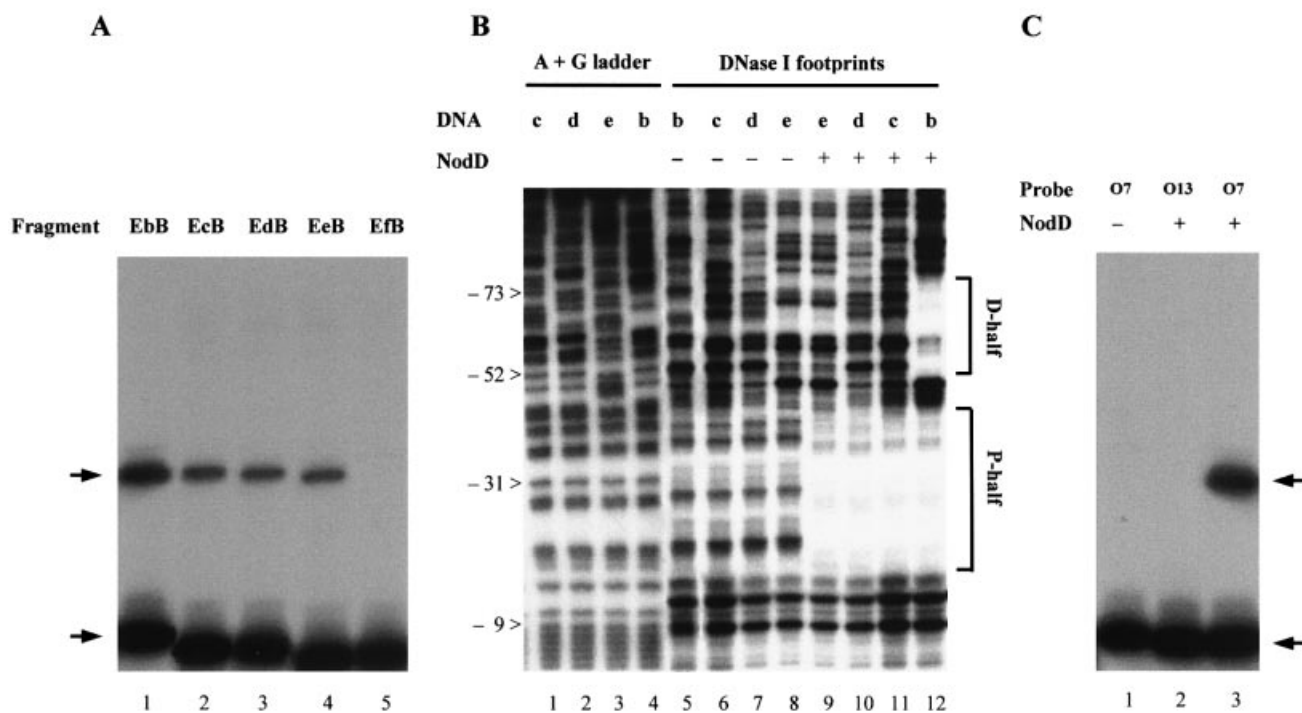 A
Fragment EbB EcB EdB EeB EfB
1 2 3 4 5
B
A + G ladder DNase I footprints
DNA c d e b b c d e e d c b
NodD – – – – + + + +
– 73 >
– 52 >
– 31 >
– 9 >
D-half
P-half
1 2 3 4 5 6 7 8 9 10 11 12
C
Probe O7 O13 O7
NodD – + +
1 2 3